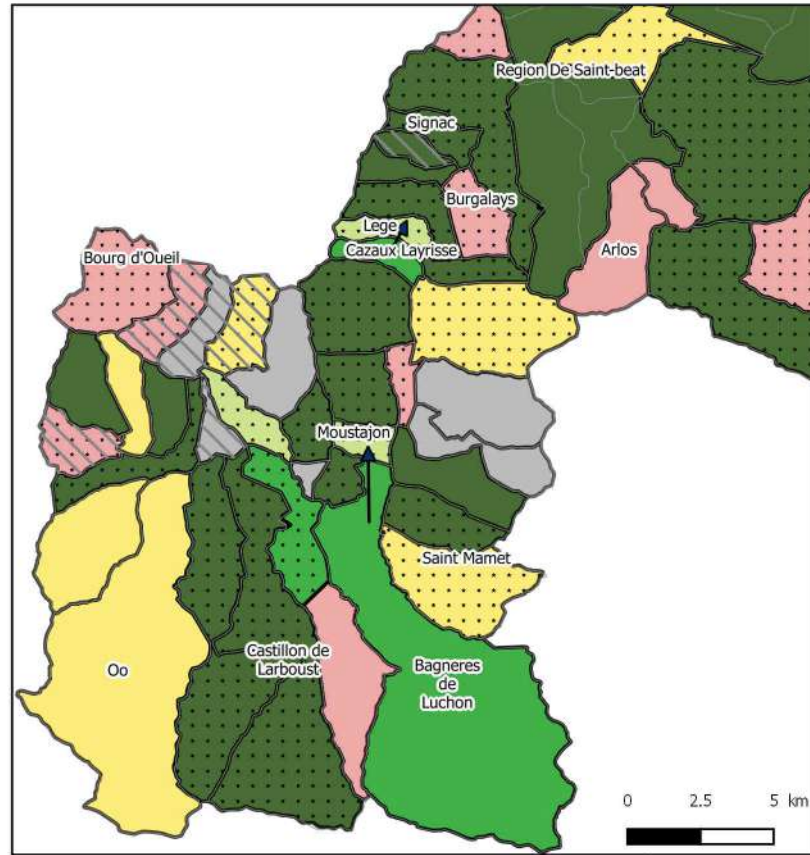 Region De Saint-beat
Signac
Burgalays
Lege
Cazaux Layrisse
Arlos
Bourg d'Oueil
Moustajon
Saint Mamet
Oo
Castillon de
Larboust
Bagneres
de
Luchon
0 2.5 5 km